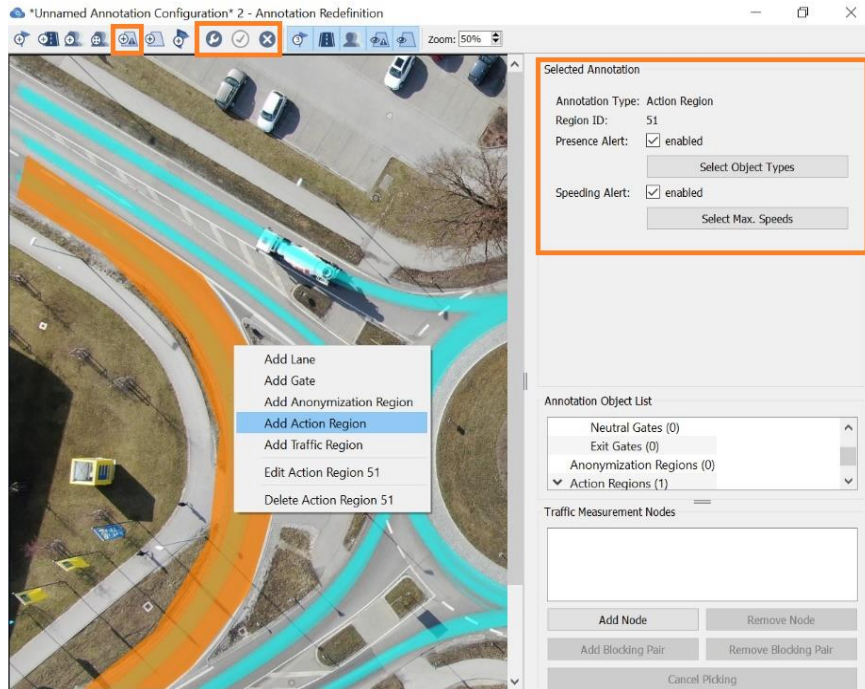 *Unnamed Annotation Configuration* 2 - Annotation Redefinition
Zoom: 50%
Selected Annotation
Annotation Type: Action Region
Region ID: 51
Presence Alert: enabled
Select Object Types
Speeding Alert: enabled
Select Max. Speeds
Add Lane
Add Gate
Add Anonymization Region
Add Action Region
Add Traffic Region
Edit Action Region 51
Delete Action Region 51
Annotation Object List
Neutral Gates (0)
Exit Gates (0)
Anonymization Regions (0)
Action Regions (1)
Traffic Measurement Nodes
Add Node Remove Node
Add Blocking Pair Remove Blocking Pair
Cancel Picking